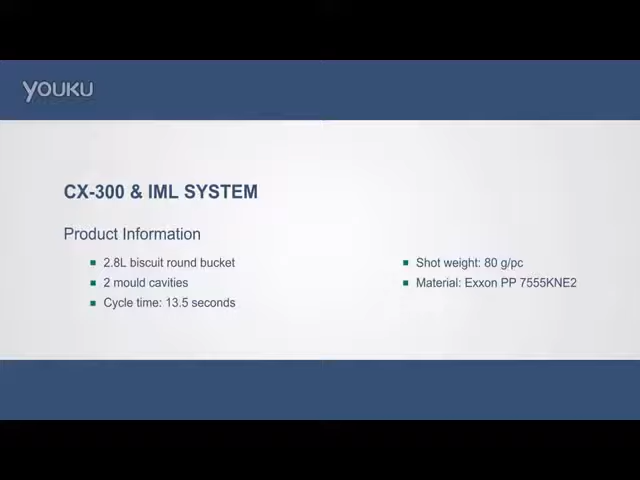 YOUKU
CX-300 & IML SYSTEM
Product Information
2.8L biscuit round bucket
2 mould cavities
Cycle time: 13.5 seconds
Shot weight: 80 g/pc
Material: Exxon PP 7555KNE2